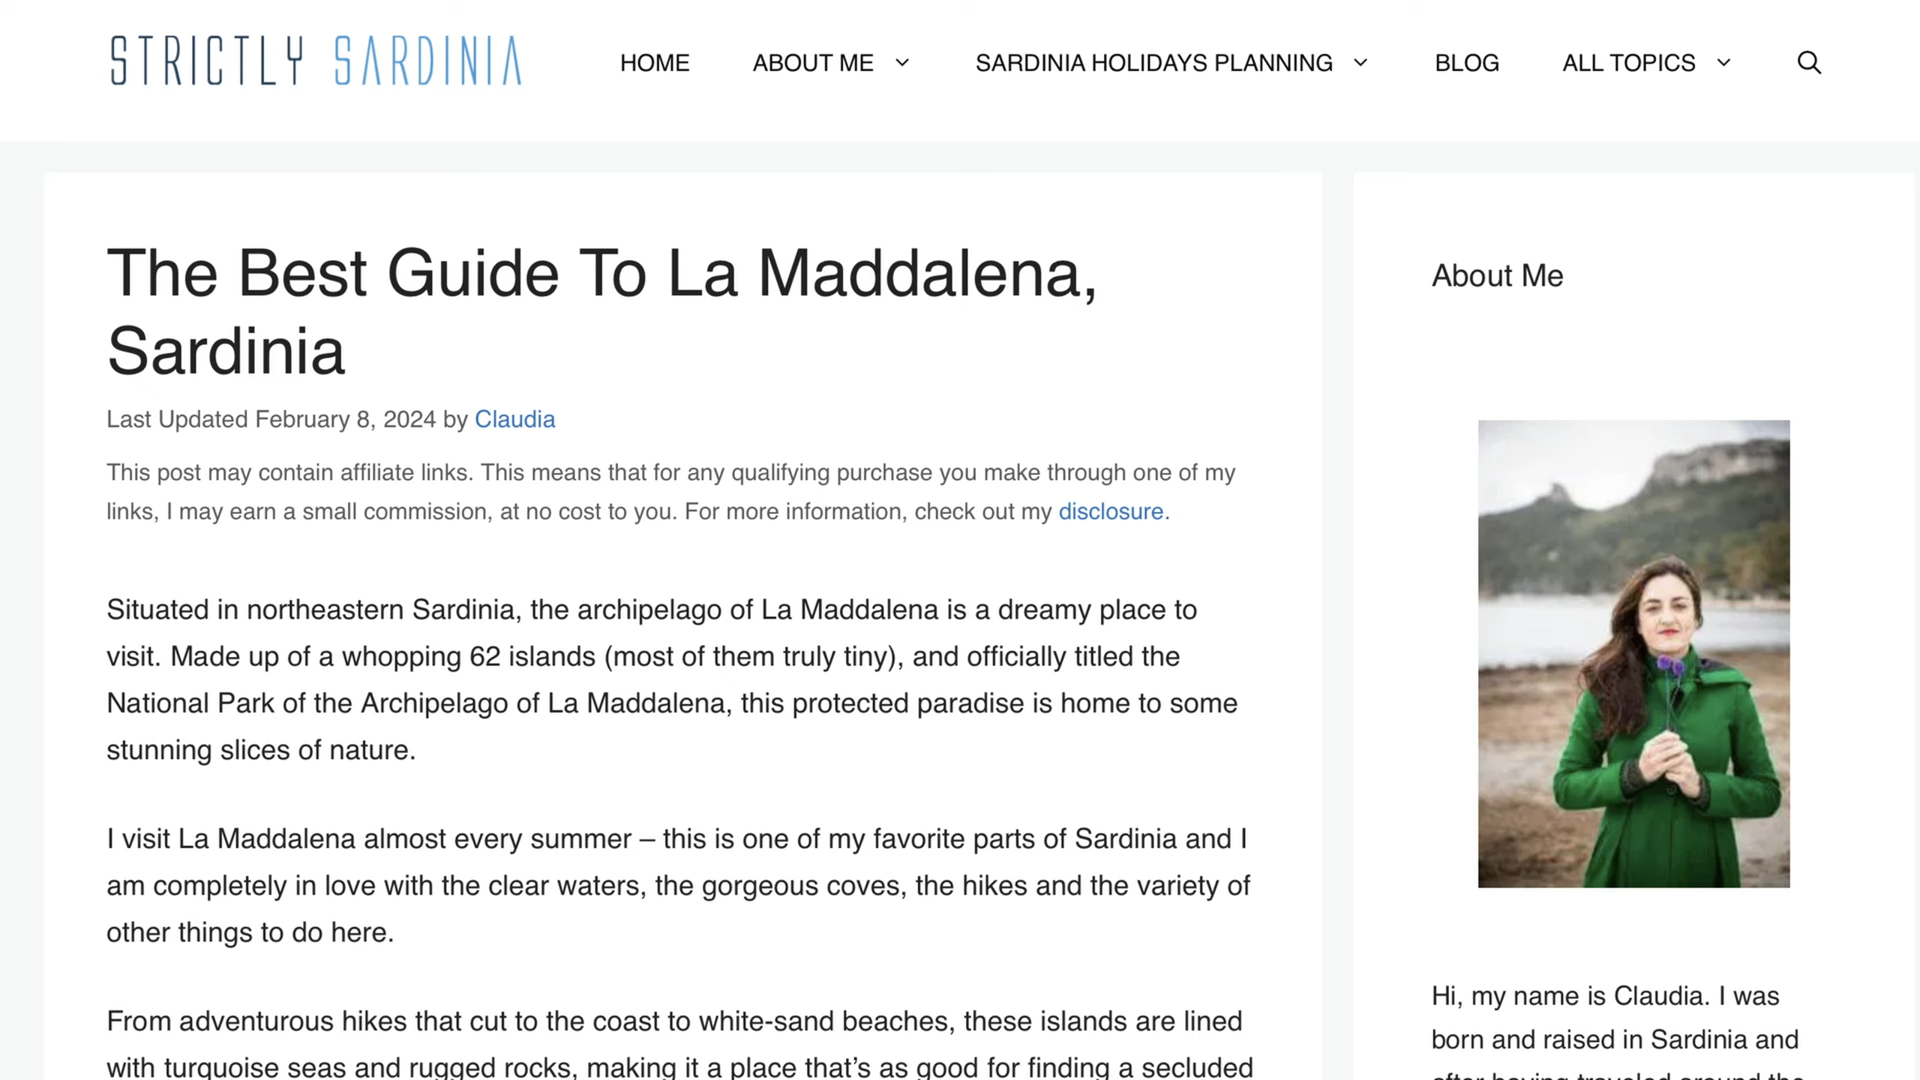 STRICTLY SARDINIA
HOME
ABOUT ME
SARDINIA HOLIDAYS PLANNING
BLOG
ALL TOPICS
The Best Guide To La Maddalena,
Sardinia
Last Updated February 8, 2024 by Claudia
This post may contain affiliate links. This means that for any qualifying purchase you make through one of my
links, I may earn a small commission, at no cost to you. For more information, check out my disclosure.
Situated in northeastern Sardinia, the archipelago of La Maddalena is a dreamy place to
visit. Made up of a whopping 62 islands (most of them truly tiny), and officially titled the
National Park of the Archipelago of La Maddalena, this protected paradise is home to some
stunning slices of nature.
I visit La Maddalena almost every summer – this is one of my favorite parts of Sardinia and I
am completely in love with the clear waters, the gorgeous coves, the hikes and the variety of
other things to do here.
From adventurous hikes that cut to the coast to white-sand beaches, these islands are lined
with turquoise seas and rugged rocks, making it a place that’s as good for finding a secluded
About Me
Hi, my name is Claudia. I was
born and raised in Sardinia and
after having traveled around the